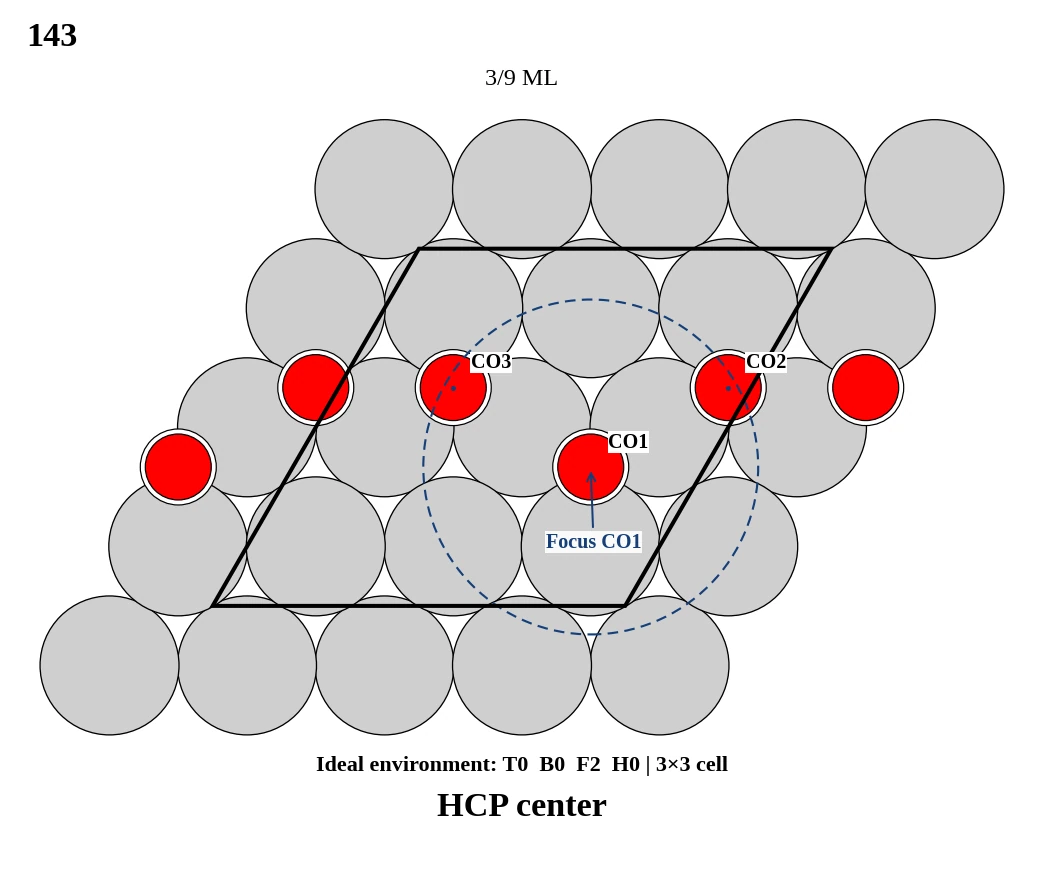 143
3/9 ML
CO3
CO2
CO1
Focus CO1
Ideal environment: T0 B0 F2 H0 | 3×3 cell
HCP center